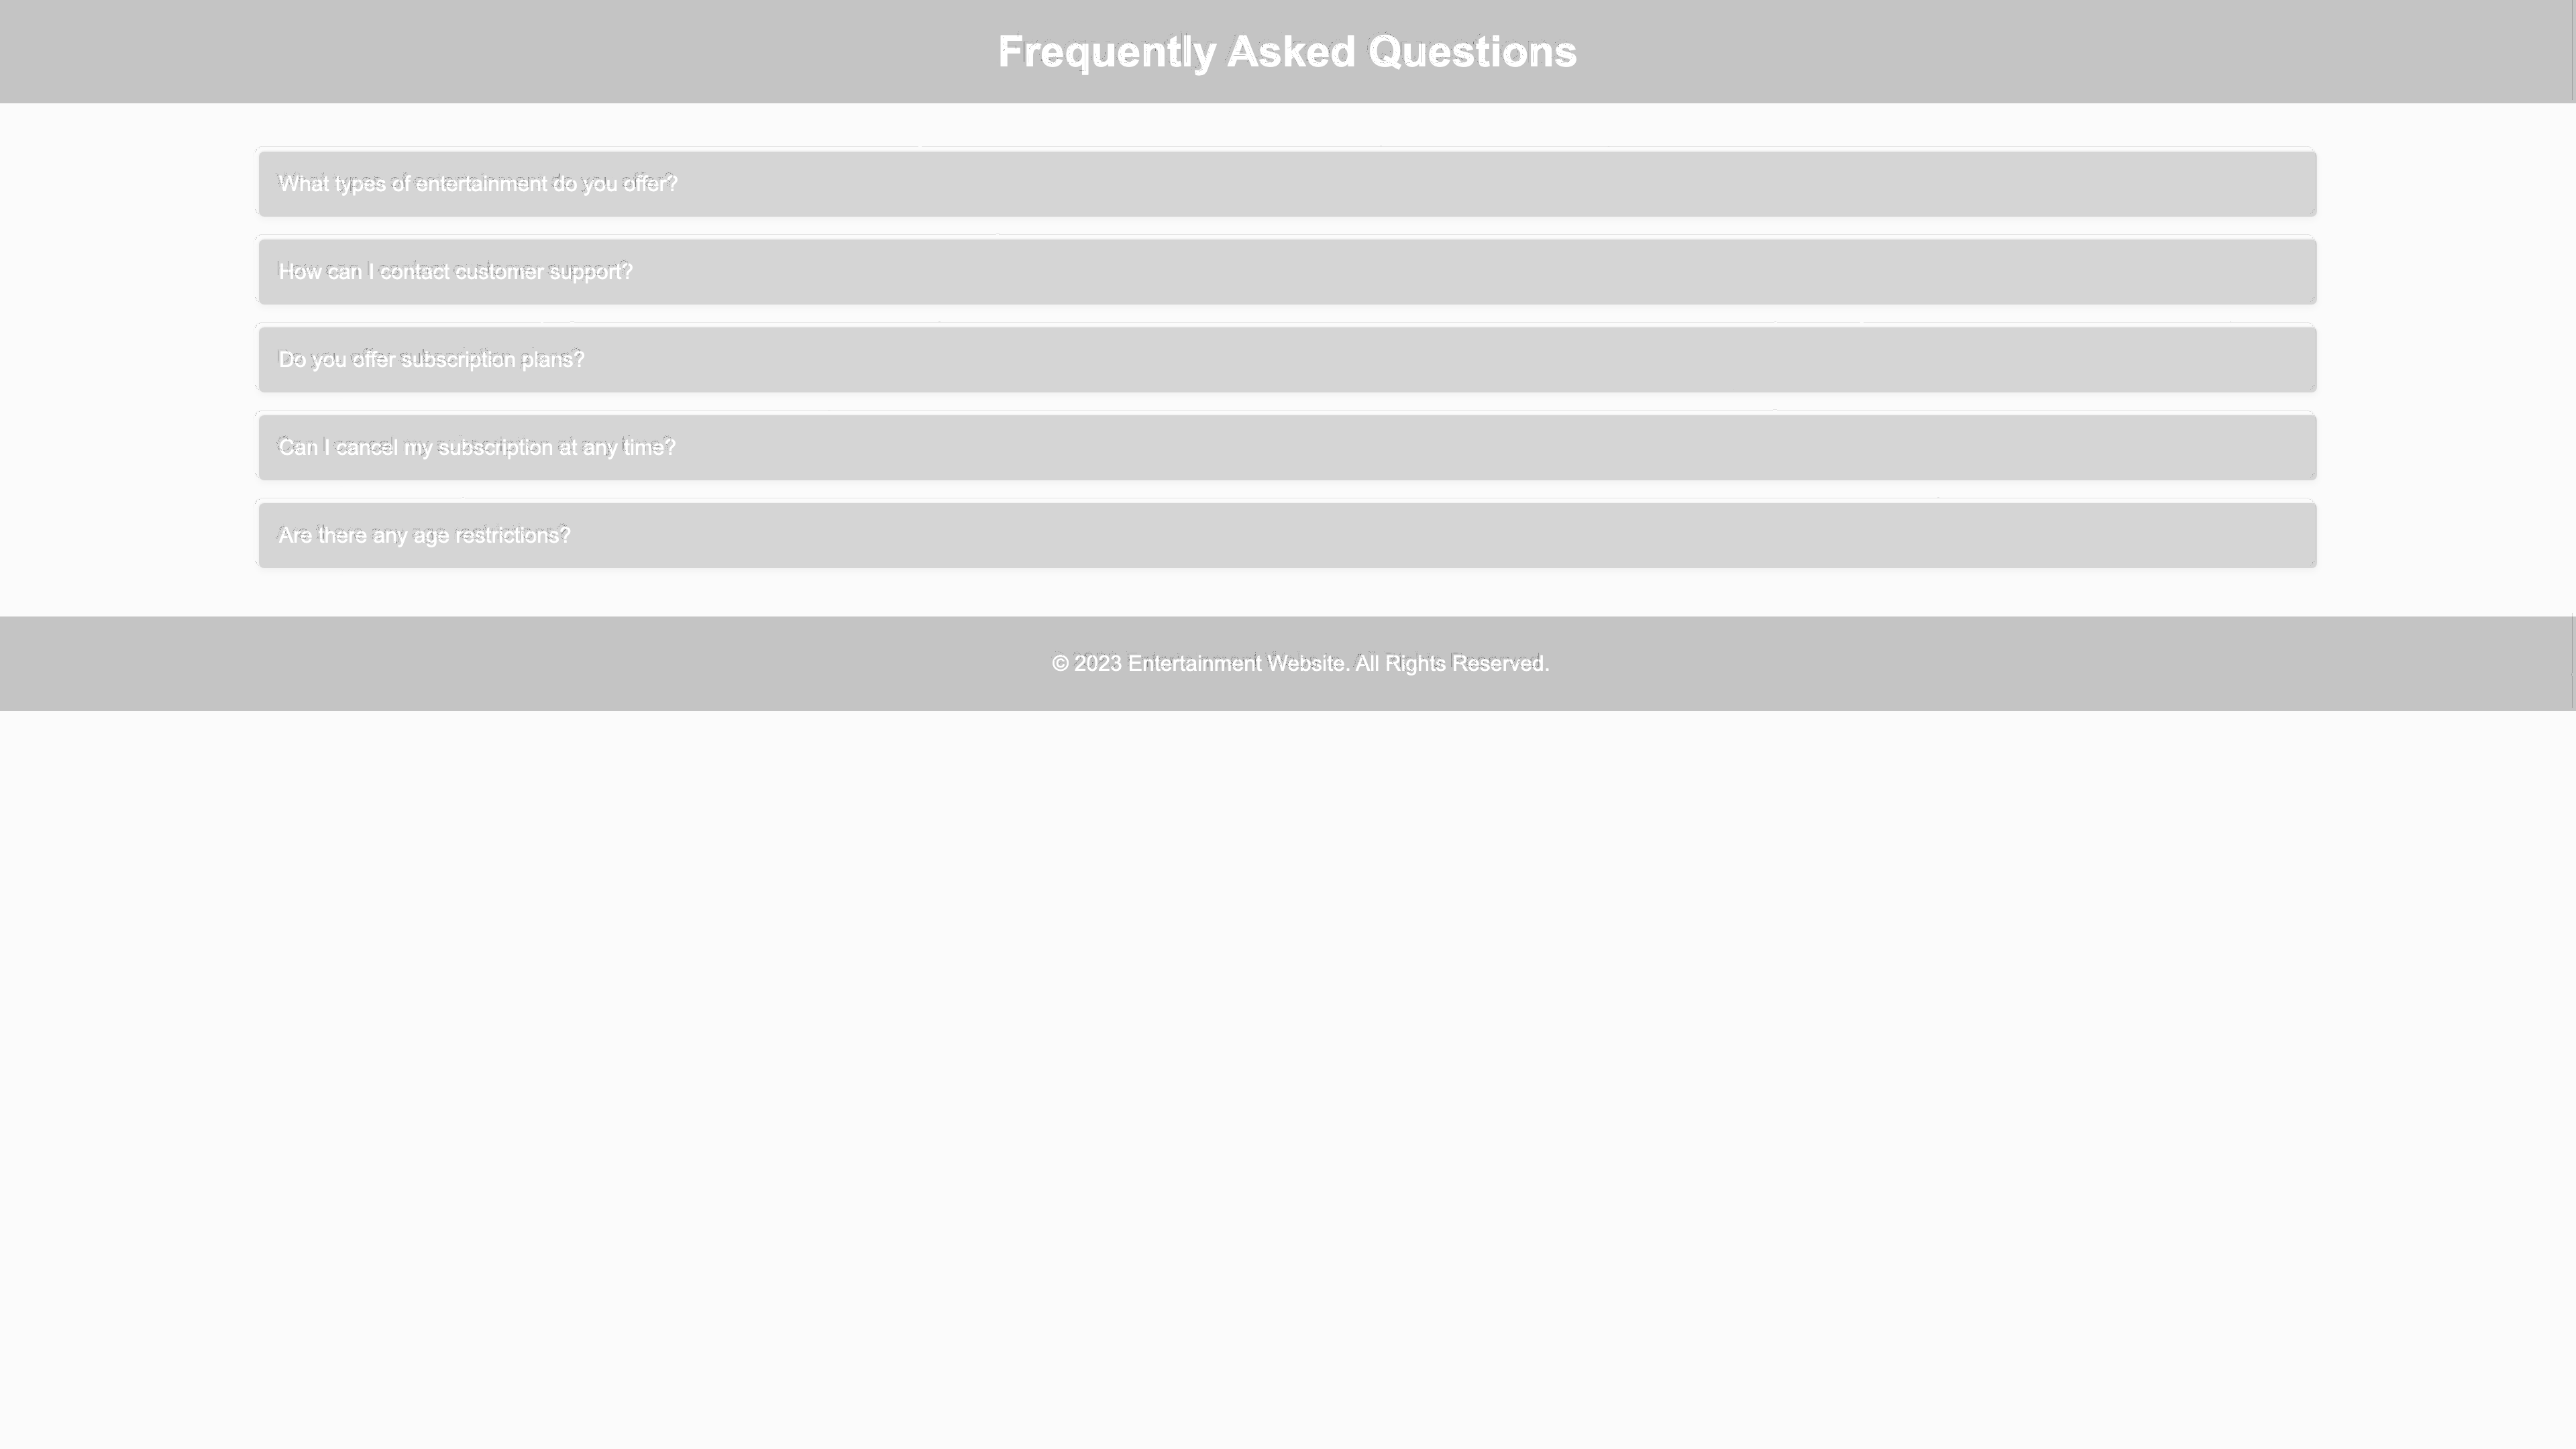 Frequently Asked Questions
What types of entertainment do you offer?
How can I contact customer support?
Do you offer subscription plans?
Can I cancel my subscription at any time?
Are there any age restrictions?
© 2023 Entertainment Website. All Rights Reserved.